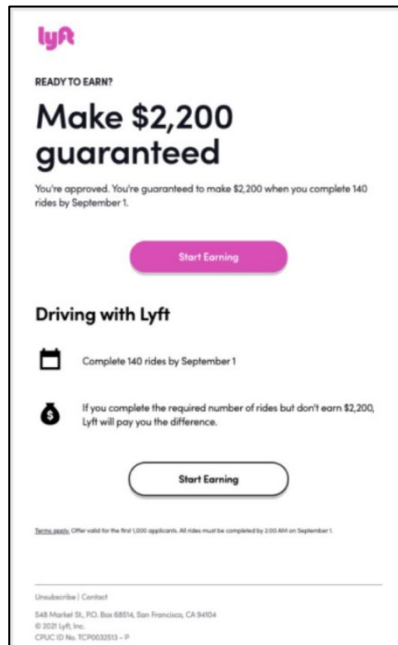 lyft
READY TO EARN?
Make $2,200
guaranteed
You're approved. You're guaranteed to make $2,200 when you complete 140
rides by September 1.
Start Earning
Driving with Lyft
Complete 140 rides by September 1
If you complete the required number of rides but don't earn $2,200,
Lyft will pay you the difference.
Start Earning
Terms apply. Offer valid for the first 1,000 applicants. All rides must be completed by 2:00 AM on September 1.
Unsubscribe | Contact
548 Market St., P.O. Box 68514, San Francisco, CA 94104
© 2021 Lyft, Inc.
CPUC ID No. TCP0032513 - P